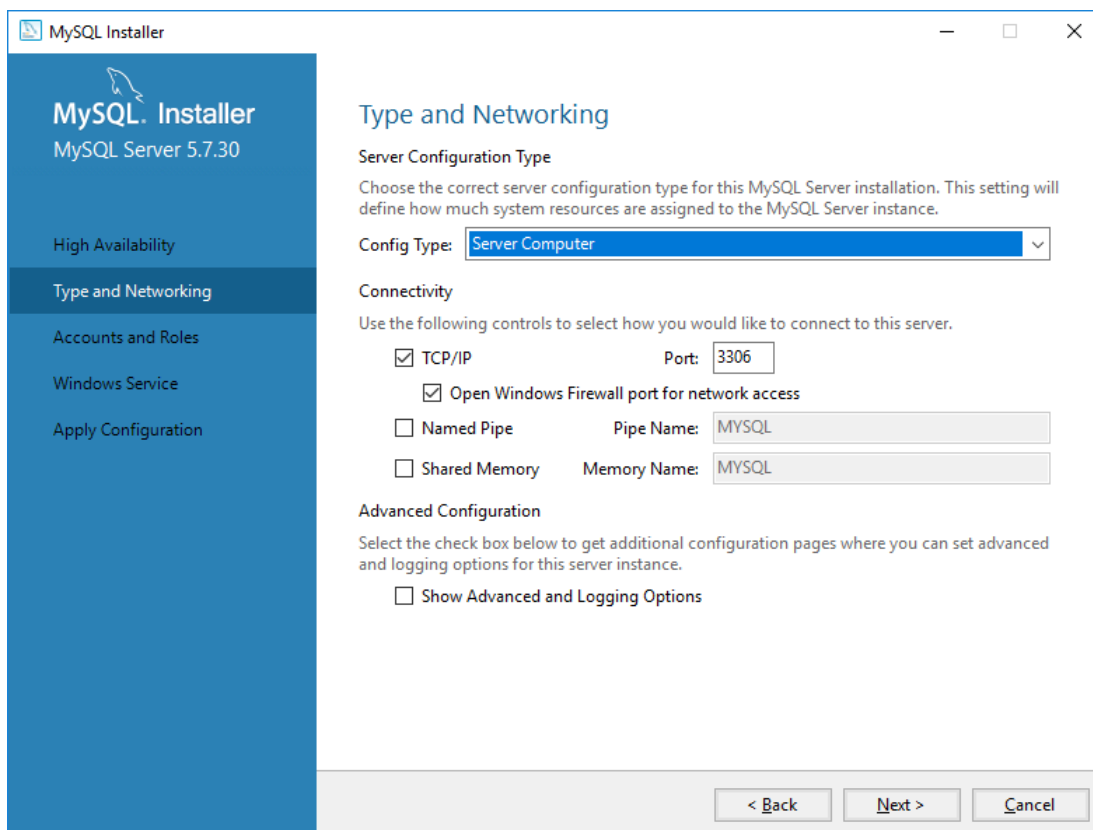 MySQL Installer
MySQL. Installer
MySQL Server 5.7.30
High Availability
Type and Networking
Accounts and Roles
Windows Service
Apply Configuration
Type and Networking
Server Configuration Type
Choose the correct server configuration type for this MySQL Server installation. This setting will
define how much system resources are assigned to the MySQL Server instance.
Config Type: Server Computer
Connectivity
Use the following controls to select how you would like to connect to this server.
TCP/IP Port: 3306
Open Windows Firewall port for network access
Named Pipe Pipe Name: MYSQL
Shared Memory Memory Name: MYSQL
Advanced Configuration
Select the check box below to get additional configuration pages where you can set advanced
and logging options for this server instance.
Show Advanced and Logging Options
< Back Next > Cancel